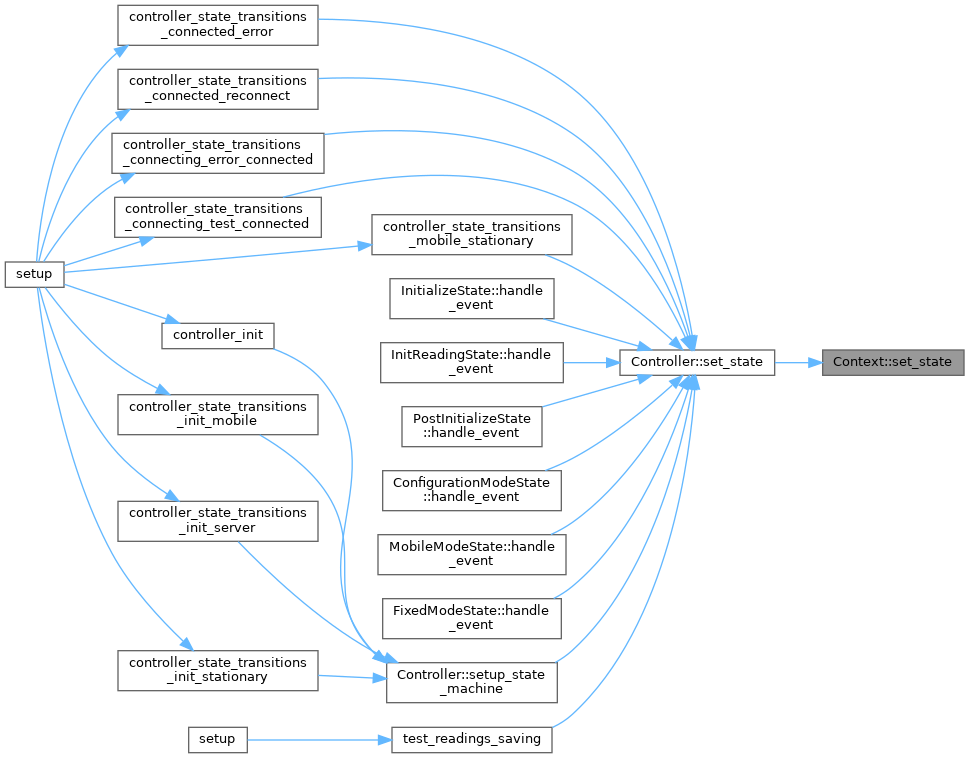 controller_state_transitions
_connected_error
controller_state_transitions
_connected_reconnect
controller_state_transitions
_connecting_error_connected
controller_state_transitions
_connecting_test_connected
controller_state_transitions
_mobile_stationary
setup
InitializeState::handle
_event
controller_init
InitReadingState::handle
_event
Controller::set_state
Context::set_state
controller_state_transitions
_init_mobile
PostInitializeState
::handle_event
ConfigurationModeState
::handle_event
controller_state_transitions
_init_server
MobileModeState::handle
_event
FixedModeState::handle
_event
controller_state_transitions
_init_stationary
Controller::setup_state
_machine
setup
test_readings_saving